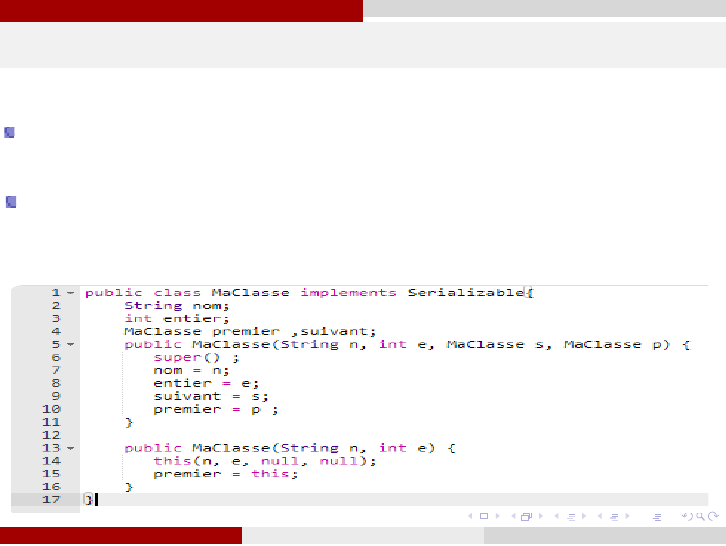 1 public class MaClasse implements Serializable{
2 String nom;
3 int entier;
4 MaClasse premier ,suivant;
5 public MaClasse(String n, int e, MaClasse s, MaClasse p) {
6 super() ;
7 nom = n;
8 entier = e;
9 suivant = s;
10 premier = p ;
11 }
12
13 public MaClasse(String n, int e) {
14 this(n, e, null, null);
15 premier = this;
16 }
17 }